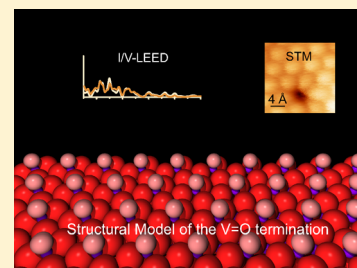 I/V-LEED
STM
4 Å
Structural Model of the V=O termination